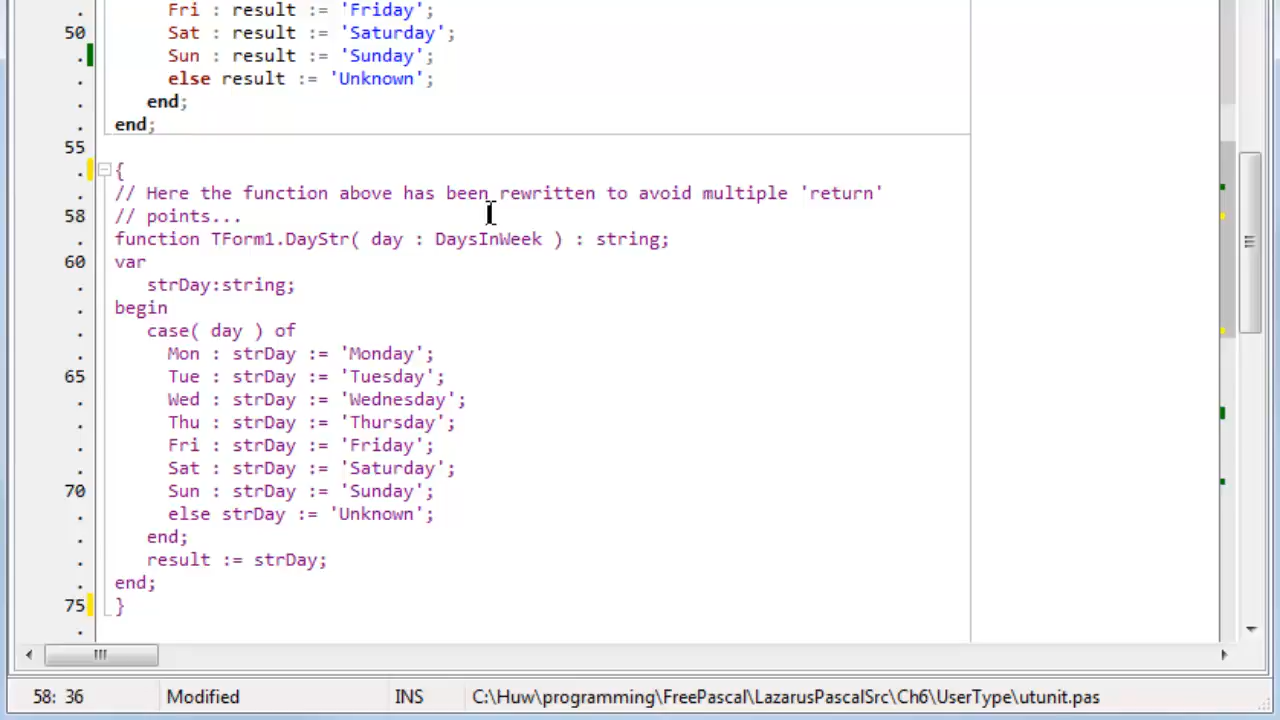 . Fri : result := 'Friday';
50 Sat : result := 'Saturday';
. Sun : result := 'Sunday';
. else result := 'Unknown';
. end;
. end;
55
. {
. // Here the function above has been rewritten to avoid multiple 'return'
58 // points...
. function TForm1.DayStr( day : DaysInWeek ) : string;
60 var
. strDay:string;
. begin
. case( day ) of
. Mon : strDay := 'Monday';
65 Tue : strDay := 'Tuesday';
. Wed : strDay := 'Wednesday';
. Thu : strDay := 'Thursday';
. Fri : strDay := 'Friday';
. Sat : strDay := 'Saturday';
70 Sun : strDay := 'Sunday';
. else strDay := 'Unknown';
. end;
. result := strDay;
. end;
75 }
.
58: 36 Modified INS C:\Huw\programming\FreePascal\LazarusPascalSrc\Ch6\UserType\utunit.pas